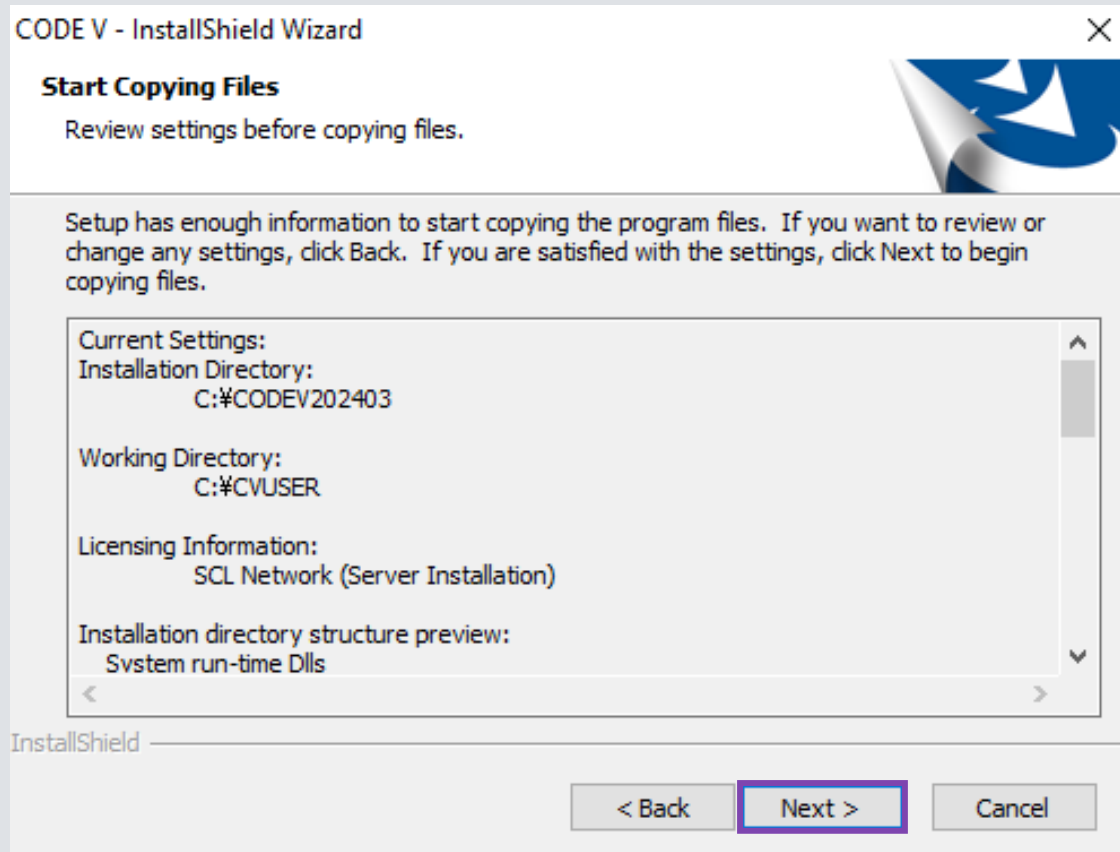 CODE V - InstallShield Wizard
Start Copying Files
Review settings before copying files.
Setup has enough information to start copying the program files.  If you want to review or
change any settings, click Back.  If you are satisfied with the settings, click Next to begin
copying files.
Current Settings:
Installation Directory:
C:¥CODEV202403
Working Directory:
C:¥CVUSER
Licensing Information:
SCL Network (Server Installation)
Installation directory structure preview:
System run-time Dlls
InstallShield
< Back
Next >
Cancel